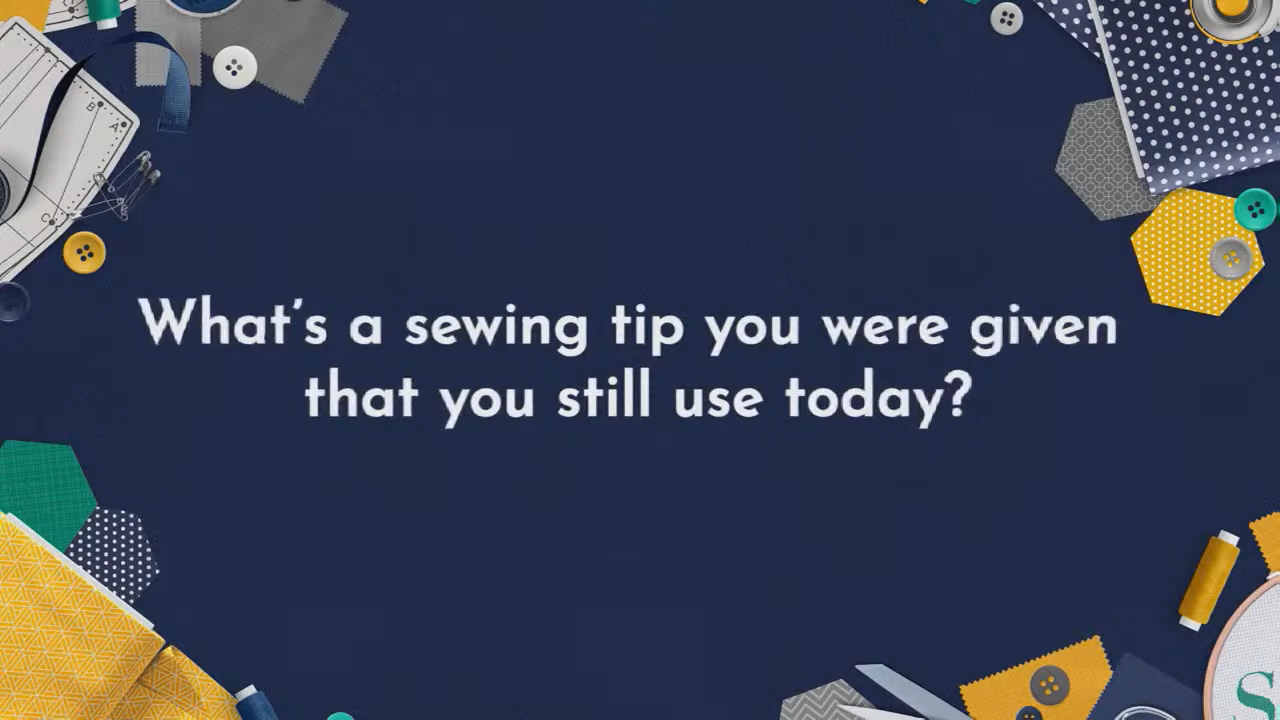 What's a sewing tip you were given
that you still use today?
B
A
C
S